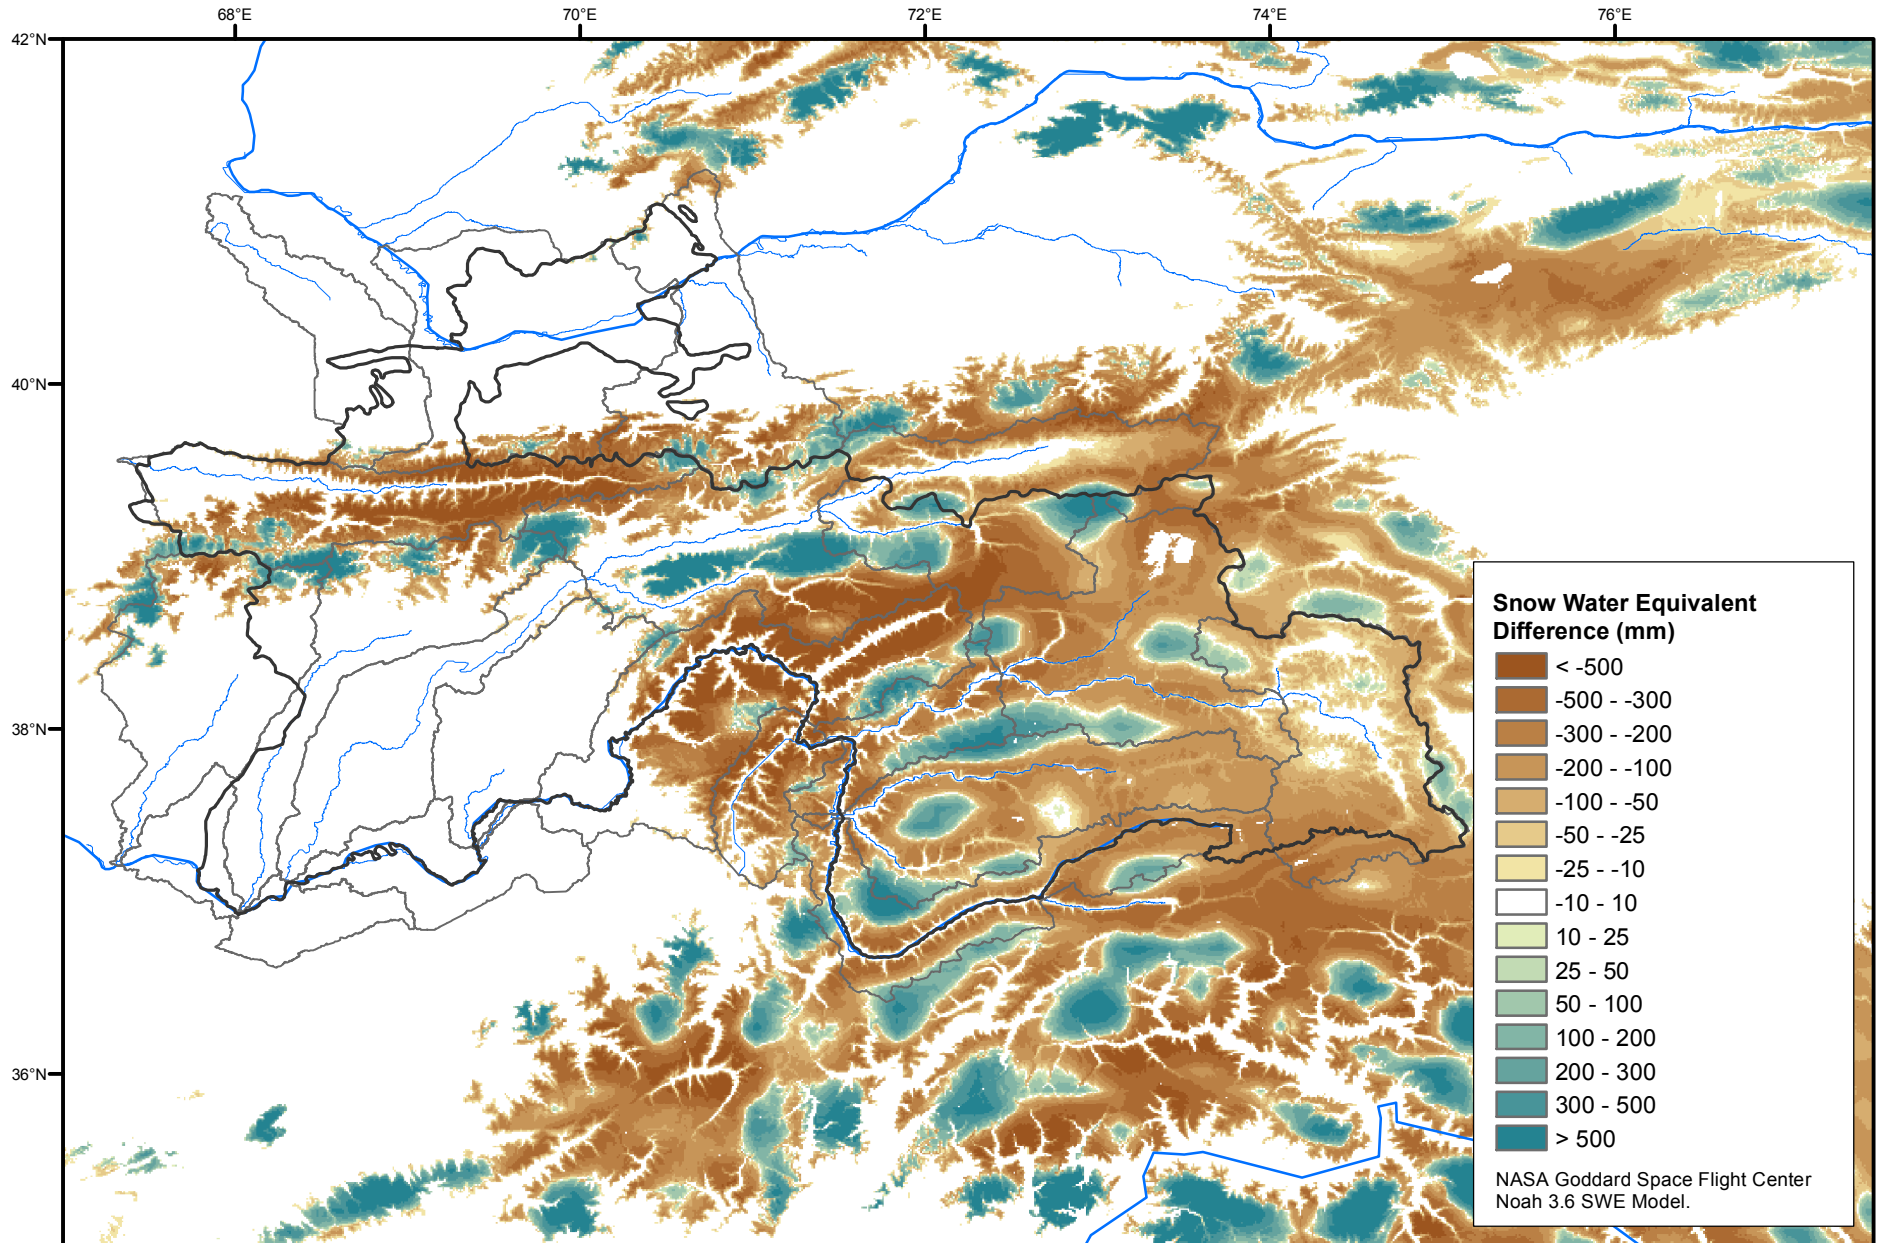 68°E
70°E
72°E
74°E
76°E
42°N
40°N
38°N
36°N
Snow Water Equivalent
Difference (mm)
< -500
-500 - -300
-300 - -200
-200 - -100
-100 - -50
-50 - -25
-25 - -10
-10 - 10
10 - 25
25 - 50
50 - 100
100 - 200
200 - 300
300 - 500
> 500
NASA Goddard Space Flight Center
Noah 3.6 SWE Model.